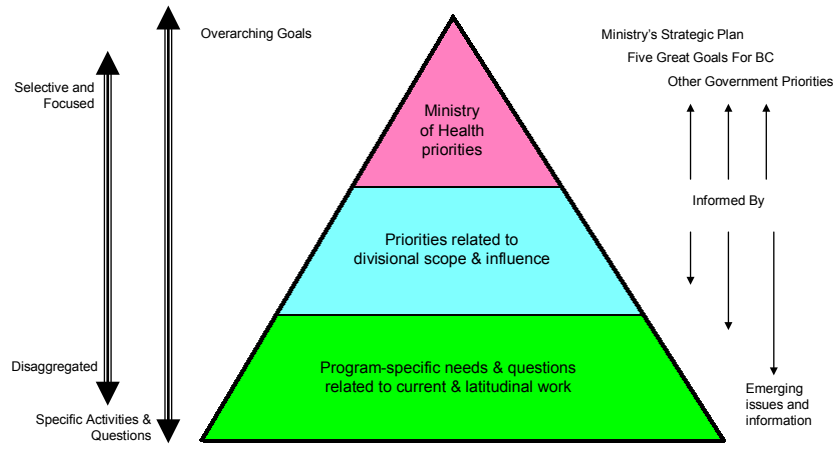 Overarching Goals
Selective and
Focused
Disaggregated
Specific Activities &
Questions
Ministry
of Health
priorities
Priorities related to
divisional scope & influence
Program-specific needs & questions
related to current & latitudinal work
Ministry's Strategic Plan
Five Great Goals For BC
Other Government Priorities
Informed By
Emerging
issues and
information